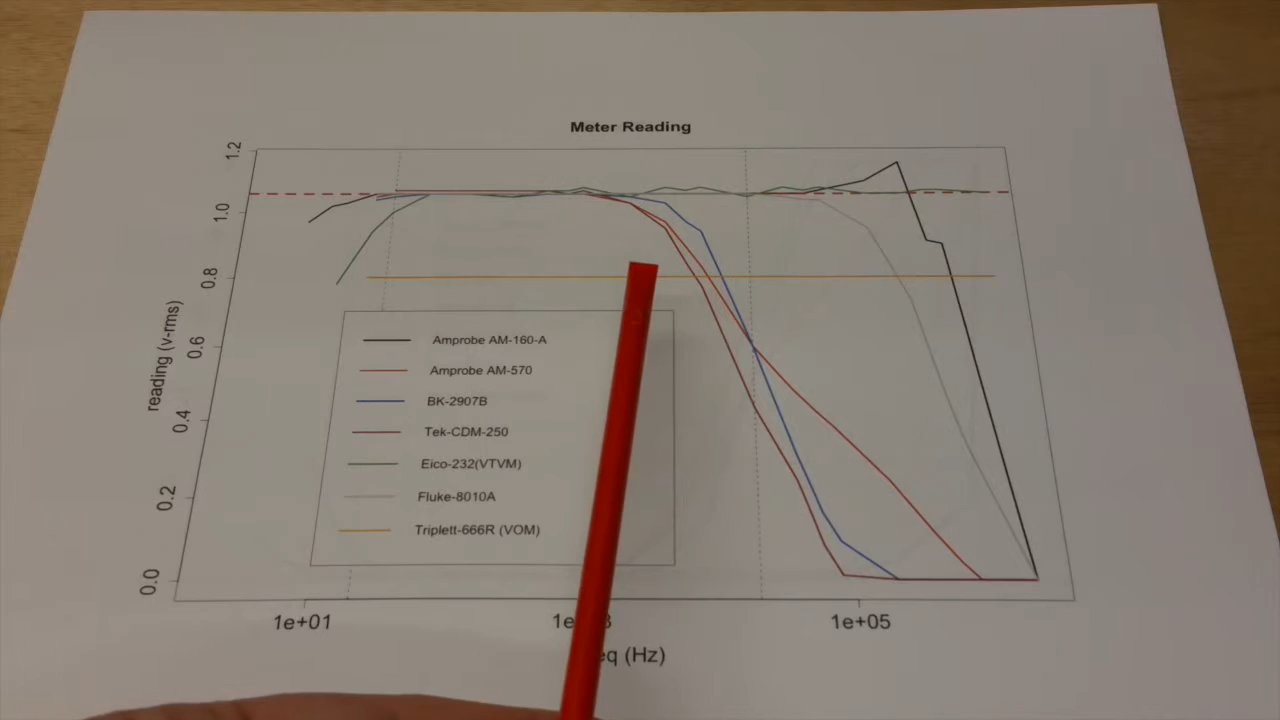 Meter Reading
1.2
1.0
0.8
0.6
0.4
0.2
0.0
reading (v-rms)
Amprobe AM-160-A
Amprobe AM-570
BK-2907B
Tek-CDM-250
Eico-232(VTVM)
Fluke-8010A
Triplett-666R (VOM)
1e+01
1e+05
(Hz)